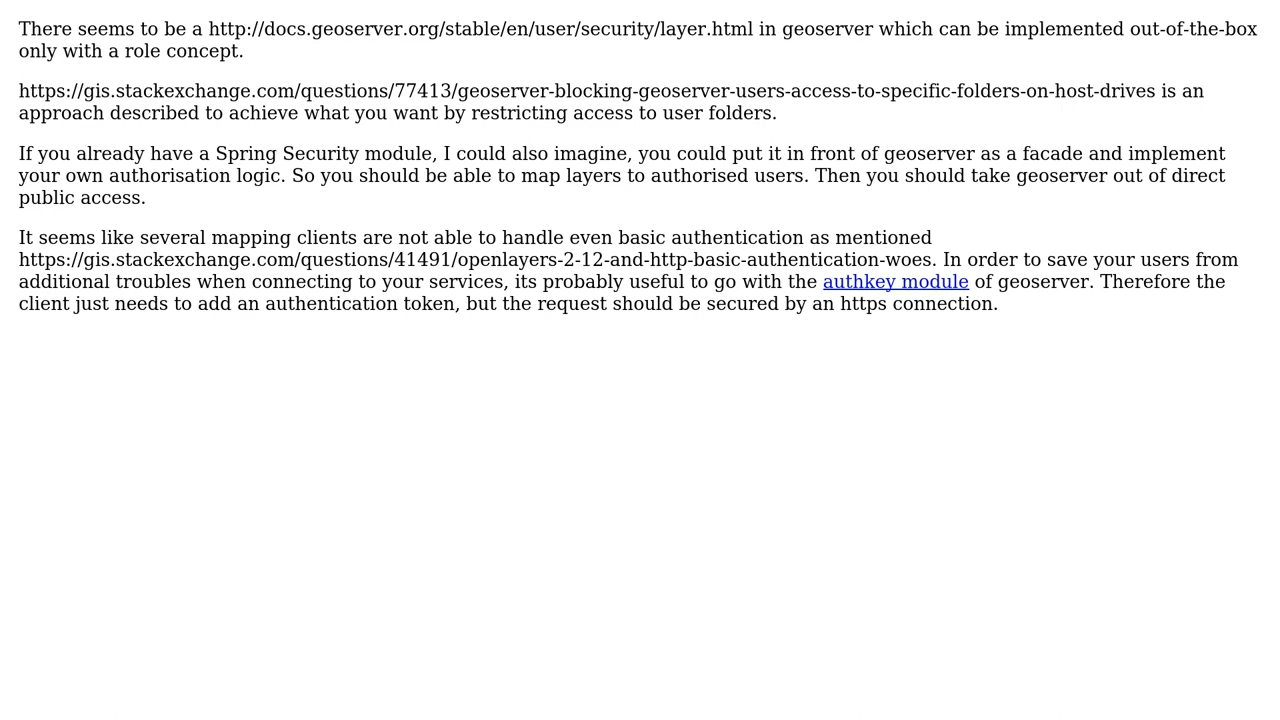 There seems to be a http://docs.geoserver.org/stable/en/user/security/layer.html in geoserver which can be implemented out-of-the-box
only with a role concept.
https://gis.stackexchange.com/questions/77413/geoserver-blocking-geoserver-users-access-to-specific-folders-on-host-drives is an
approach described to achieve what you want by restricting access to user folders.
If you already have a Spring Security module, I could also imagine, you could put it in front of geoserver as a facade and implement
your own authorisation logic. So you should be able to map layers to authorised users. Then you should take geoserver out of direct
public access.
It seems like several mapping clients are not able to handle even basic authentication as mentioned
https://gis.stackexchange.com/questions/41491/openlayers-2-12-and-http-basic-authentication-woes. In order to save your users from
additional troubles when connecting to your services, its probably useful to go with the authkey module of geoserver. Therefore the
client just needs to add an authentication token, but the request should be secured by an https connection.